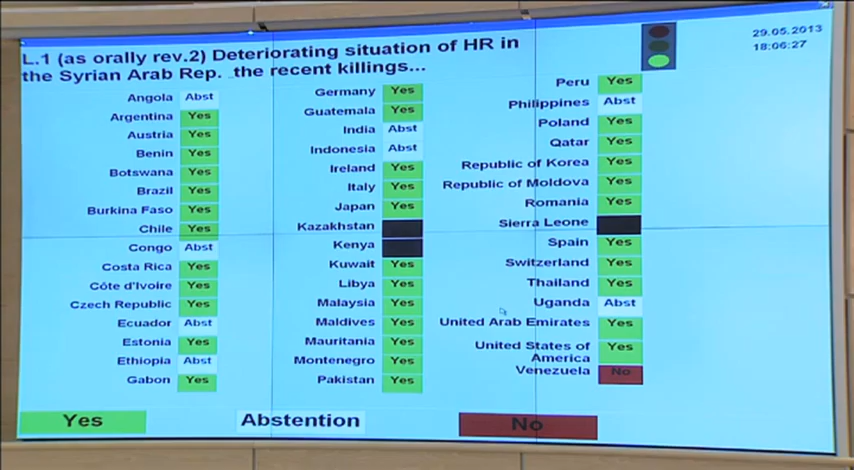 29.05.2013
18:06:27
L.1 (as orally rev.2) Deteriorating situation of HR in
the Syrian Arab Rep. _the recent killings...
Angola Abst
Argentina Yes
Austria Yes
Benin Yes
Botswana Yes
Brazil Yes
Burkina Faso Yes
Chile Yes
Congo Abst
Costa Rica Yes
Côte d'Ivoire Yes
Czech Republic Yes
Ecuador Abst
Estonia Yes
Ethiopia Abst
Gabon Yes
Germany Yes
Guatemala Yes
India Abst
Indonesia Abst
Ireland Yes
Italy Yes
Japan Yes
Kazakhstan
Kenya
Kuwait Yes
Libya Yes
Malaysia Yes
Maldives Yes
Mauritania Yes
Montenegro Yes
Pakistan Yes
Peru Yes
Philippines Abst
Poland Yes
Qatar Yes
Republic of Korea Yes
Republic of Moldova Yes
Romania Yes
Sierra Leone
Spain Yes
Switzerland Yes
Thailand Yes
Uganda Abst
United Arab Emirates Yes
United States of Yes
America
Venezuela No
Yes Abstention No